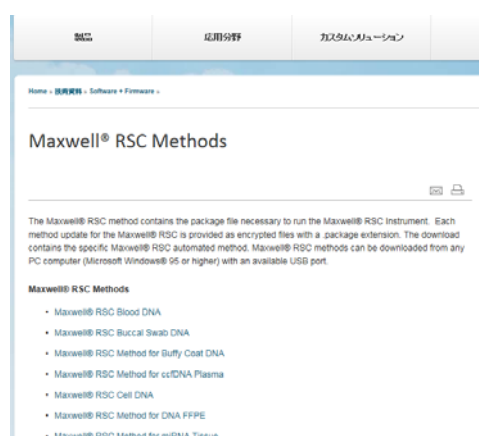 製品 応用分野 カスタムソリューション
Home » 技術資料 » Software + Firmware »
Maxwell® RSC Methods
The Maxwell® RSC method contains the package file necessary to run the Maxwell® RSC Instrument. Each
method update for the Maxwell® RSC is provided as encrypted files with a .package extension. The download
contains the specific Maxwell® RSC automated method. Maxwell® RSC methods can be downloaded from any
PC computer (Microsoft Windows® 95 or higher) with an available USB port.
Maxwell® RSC Methods
• Maxwell® RSC Blood DNA
• Maxwell® RSC Buccal Swab DNA
• Maxwell® RSC Method for Buffy Coat DNA
• Maxwell® RSC Method for ccfDNA Plasma
• Maxwell® RSC Cell DNA
• Maxwell® RSC Method for DNA FFPE
• Maxwell® RSC Method for miRNA Tissue